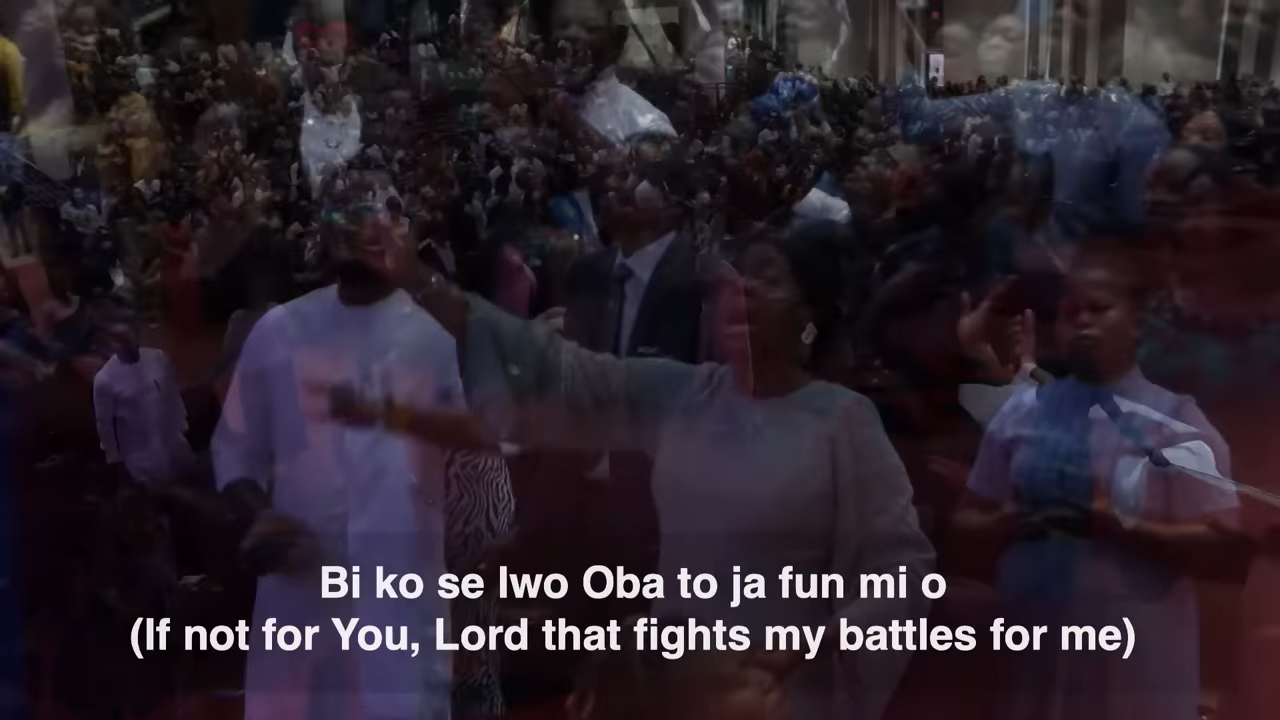 Bi ko se Iwo Oba to ja fun mi o
(If not for You, Lord that fights my battles for me)